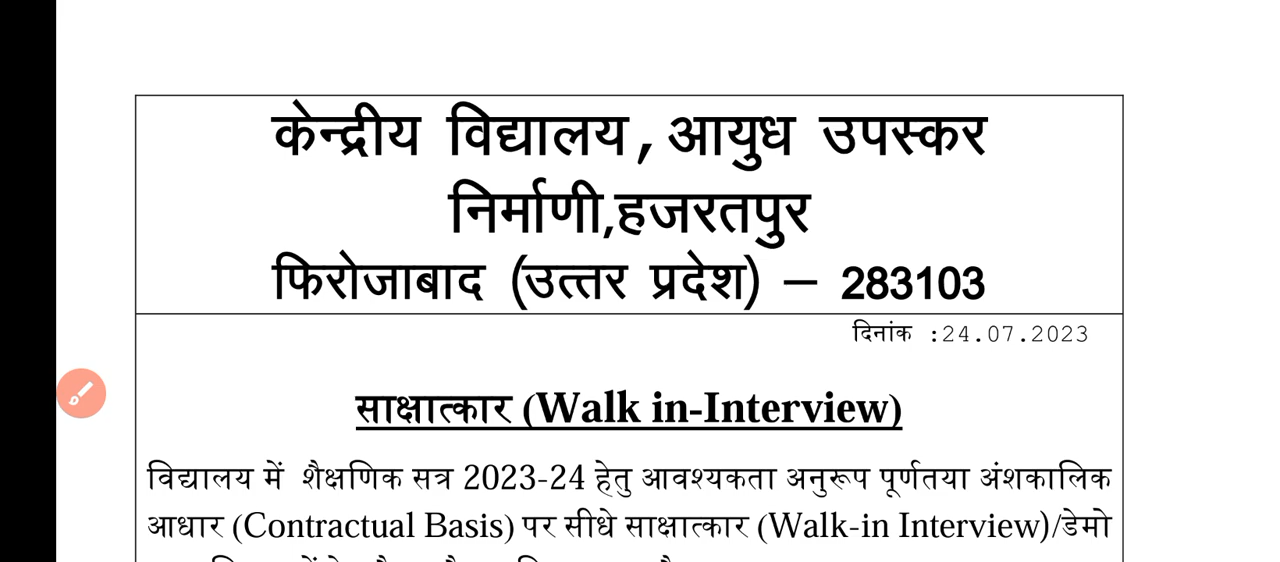 केन्द्रीय विद्यालय, आयुध उपस्कर
निर्माणी,हजरतपुर
फिरोजाबाद (उत्तर प्रदेश) – 283103
दिनांक :24.07.2023
साक्षात्कार (Walk in-Interview)
विद्यालय में शैक्षणिक सत्र 2023-24 हेतु आवश्यकता अनुरूप पूर्णतया अंशकालिक
आधार (Contractual Basis) पर सीधे साक्षात्कार (Walk-in Interview)/डेमो